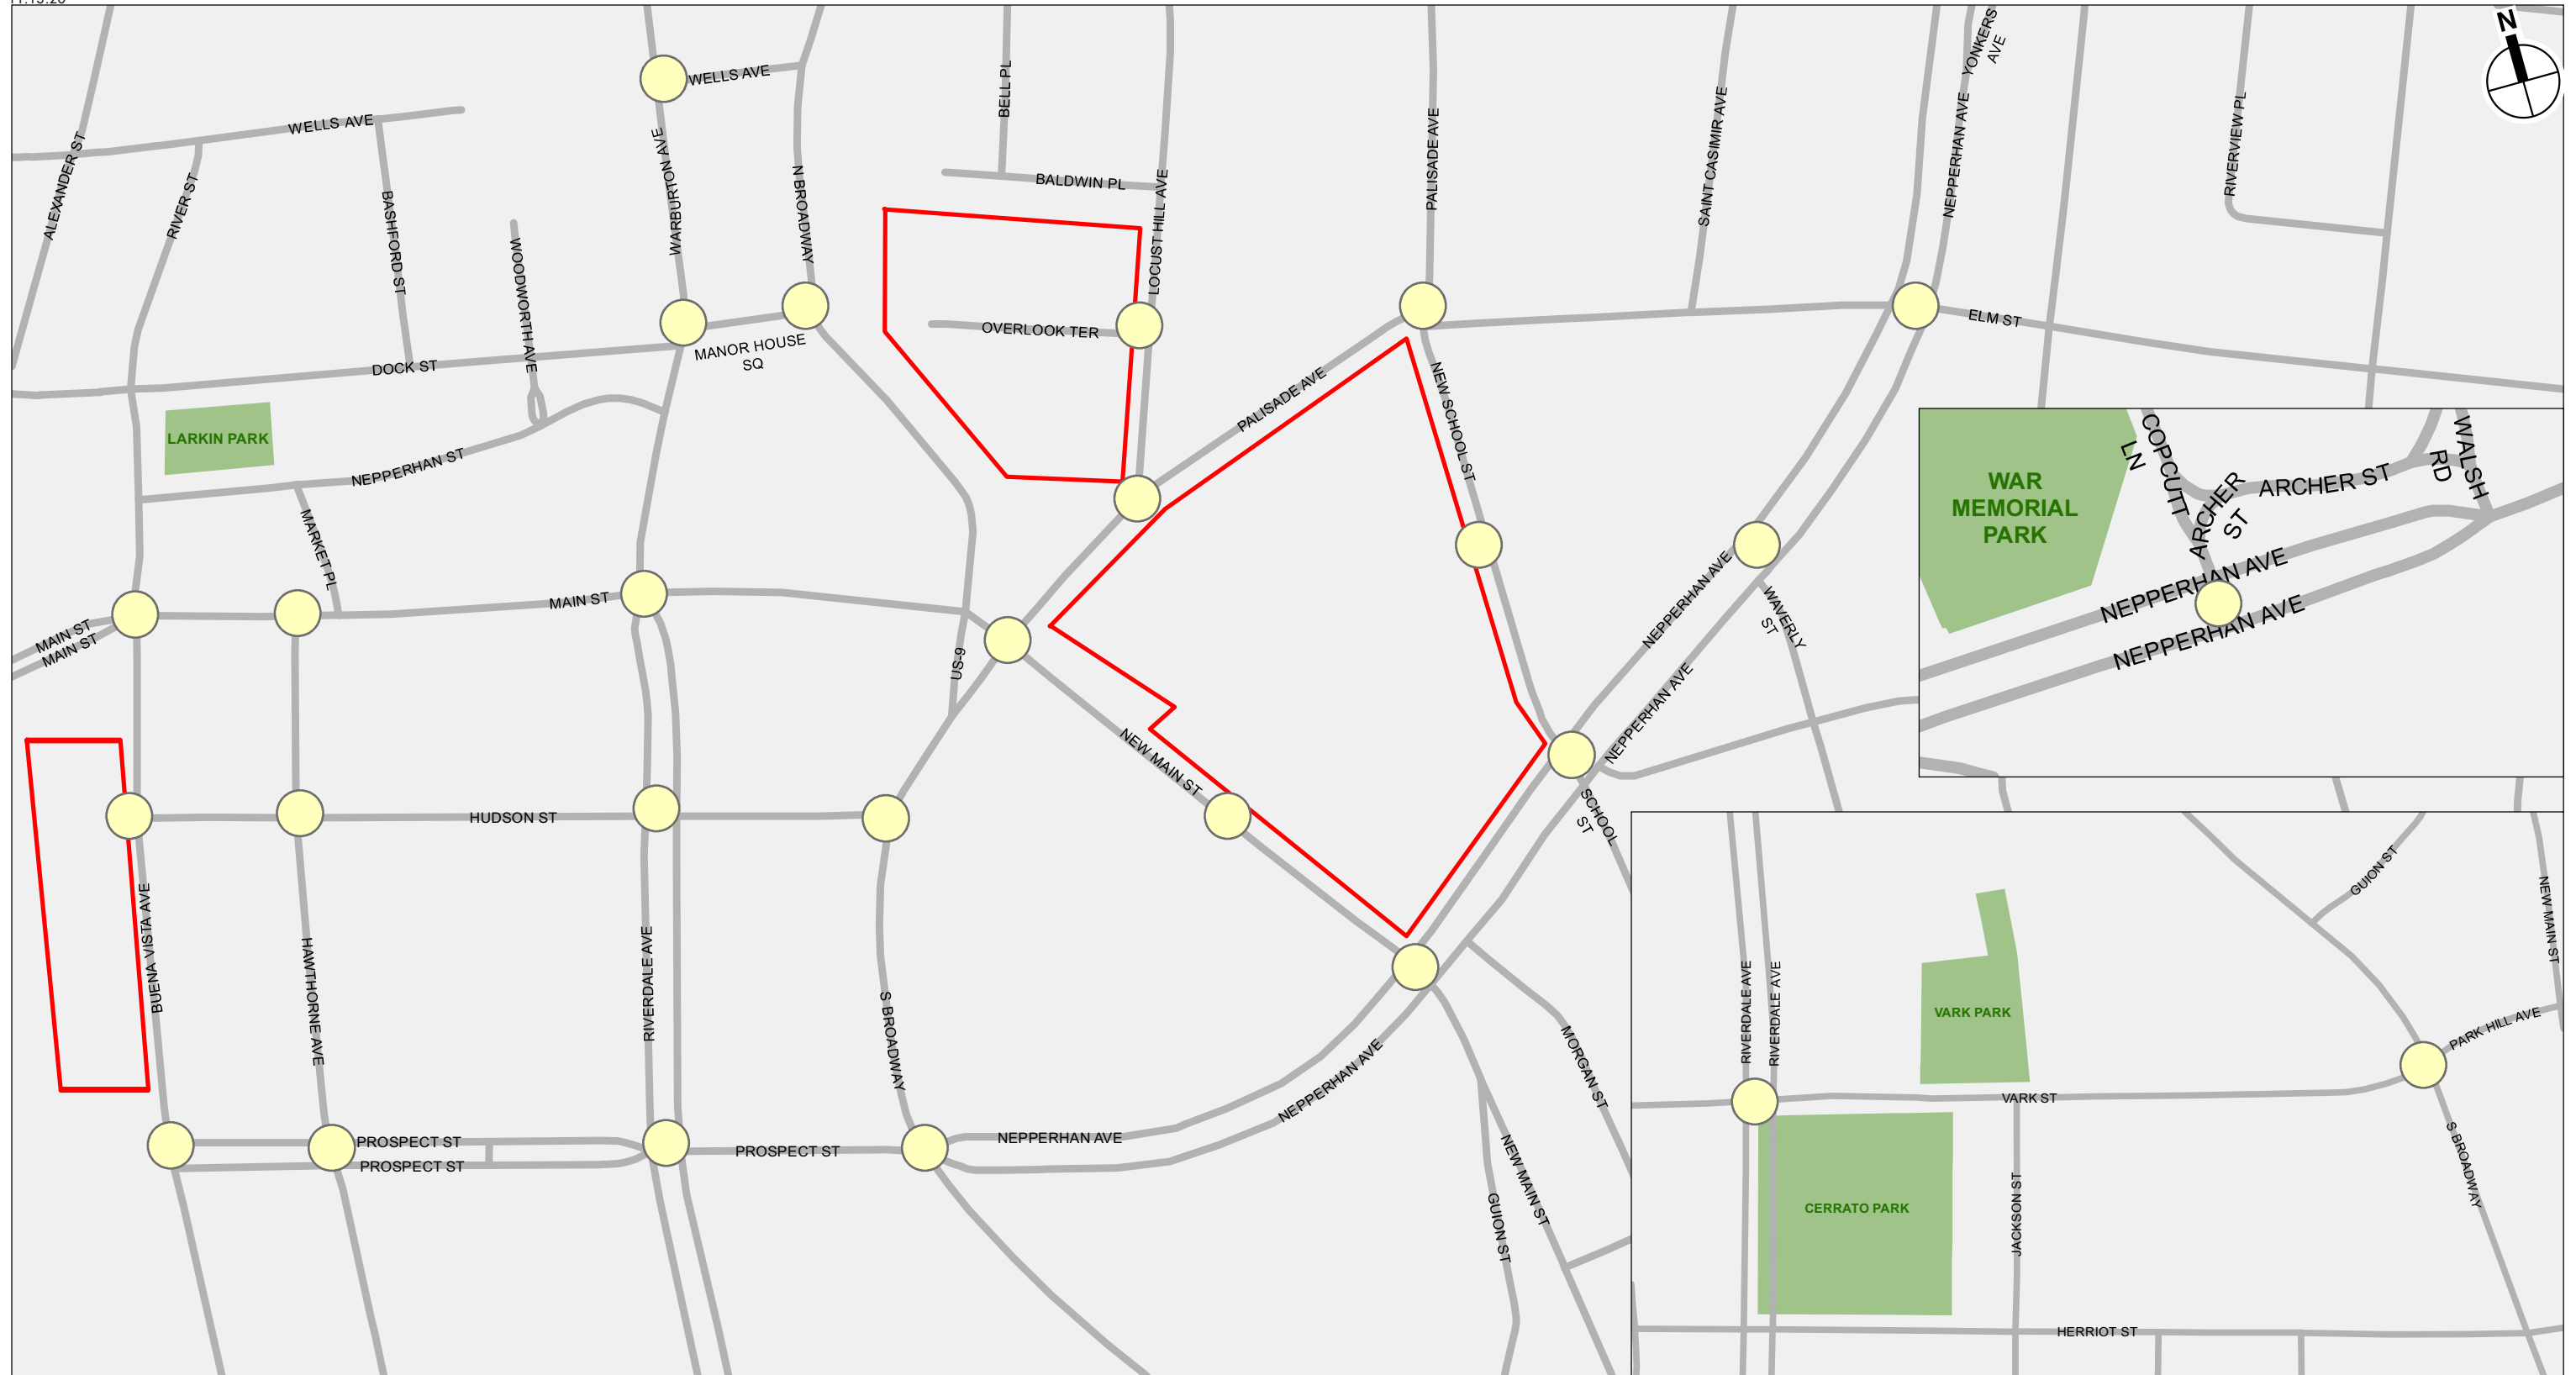 N
YONKERS
AVE
WELLS AVE
WELLS AVE
BELL PL
ALEXANDER ST
RIVER ST
BASHFORD ST
WARBURTON AVE
N BROADWAY
BALDWIN PL
LOCUST HILL AVE
PALISADE AVE
SAINT CASIMIR AVE
NEPPERHAN AVE
RIVERVIEW PL
WOODWORTH AVE
OVERLOOK TER
ELM ST
MANOR HOUSE
SQ
DOCK ST
PALISADE AVE
NEW SCHOOL ST
LARKIN PARK
NEPPERHAN ST
MARKET PL
MAIN ST
MAIN ST
MAIN ST
US-9
NEPPERHAN AVE
WAVERLY
ST
NEPPERHAN AVE
COPCUTT
LN
ARCHER
ST
ARCHER ST
WALSH
RD
WAR
MEMORIAL
PARK
NEPPERHAN AVE
NEPPERHAN AVE
NEW MAIN ST
HUDSON ST
SCHOOL
ST
BUENA VISTA AVE
HAWTHORNE AVE
RIVERDALE AVE
S BROADWAY
MORGAN ST
NEPPERHAN AVE
NEPPERHAN AVE
PROSPECT ST
PROSPECT ST
PROSPECT ST
NEW MAIN ST
GUION ST
GUION ST
NEW MAIN ST
RIVERDALE AVE
RIVERDALE AVE
VARK PARK
PARK HILL AVE
VARK ST
S BROADWAY
CERRATO PARK
JACKSON ST
HERRIOT ST